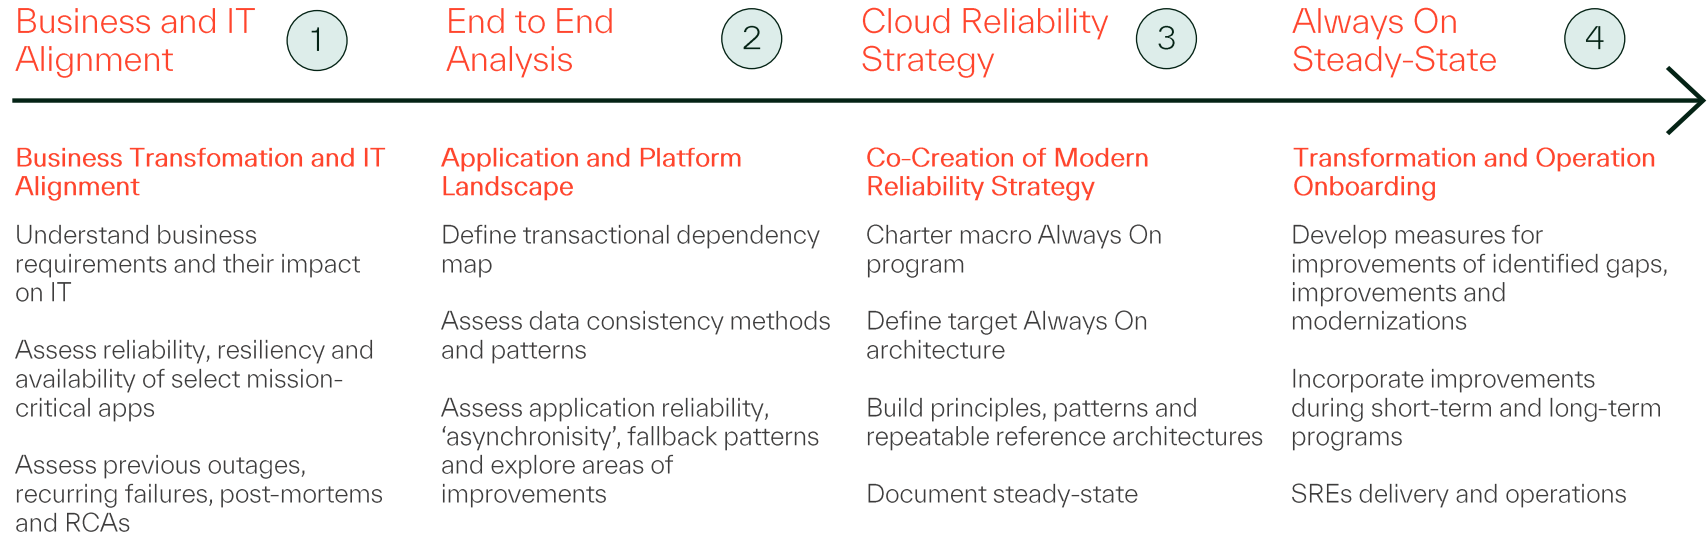 Business and IT
Alignment
1
End to End
Analysis
2
Cloud Reliability
Strategy
3
Always On
Steady-State
4
Business Transfomation and IT
Alignment
Understand business
requirements and their impact
on IT
Assess reliability, resiliency and
availability of select mission-
critical apps
Assess previous outages,
recurring failures, post-mortems
and RCAs
Application and Platform
Landscape
Define transactional dependency
map
Assess data consistency methods
and patterns
Assess application reliability,
‘asynchronisity’, fallback patterns
and explore areas of
improvements
Co-Creation of Modern
Reliability Strategy
Charter macro Always On
program
Define target Always On
architecture
Build principles, patterns and
repeatable reference architectures
Document steady-state
Transformation and Operation
Onboarding
Develop measures for
improvements of identified gaps,
improvements and
modernizations
Incorporate improvements
during short-term and long-term
programs
SREs delivery and operations